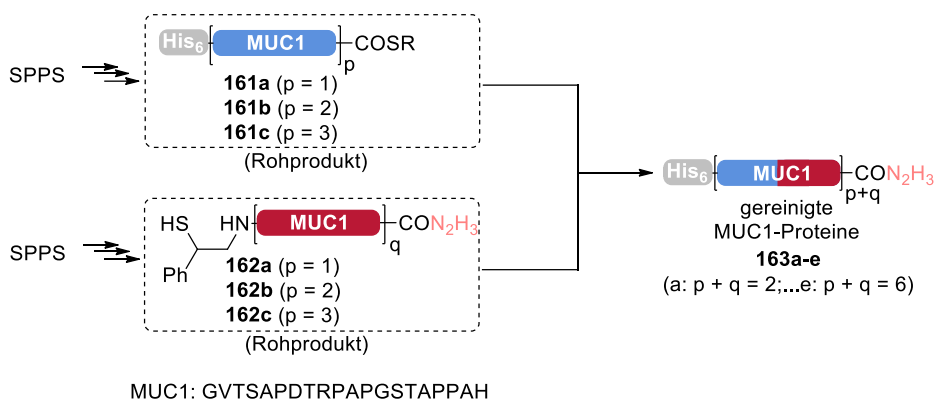 His6 MUC1 p COSR
SPPS
161a (p = 1)
161b (p = 2)
161c (p = 3)
(Rohprodukt)
HS HN MUC1 q CON2H3
Ph
SPPS
162a (p = 1)
162b (p = 2)
162c (p = 3)
(Rohprodukt)
His6 MUC1 p+q CON2H3
gereinigte
MUC1-Proteine
163a-e
(a: p + q = 2;...e: p + q = 6)
MUC1: GVTSAPDTRPAPGSTAPPAH